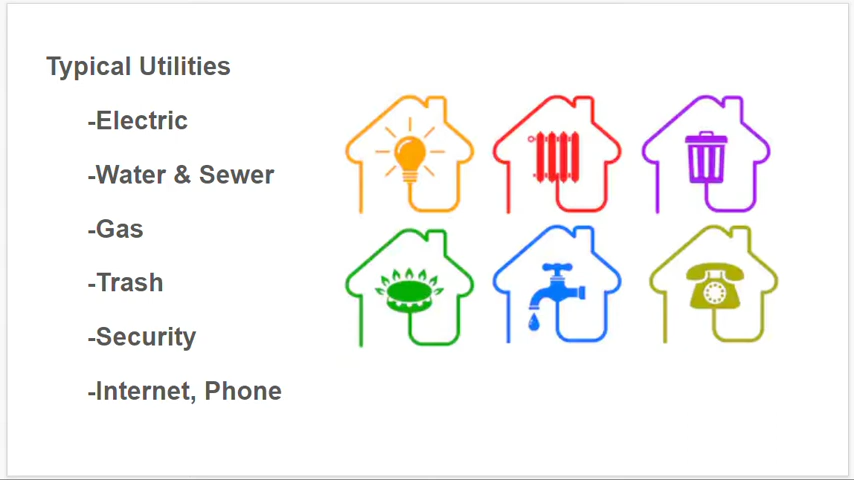 Typical Utilities
-Electric
-Water & Sewer
-Gas
-Trash
-Security
-Internet, Phone